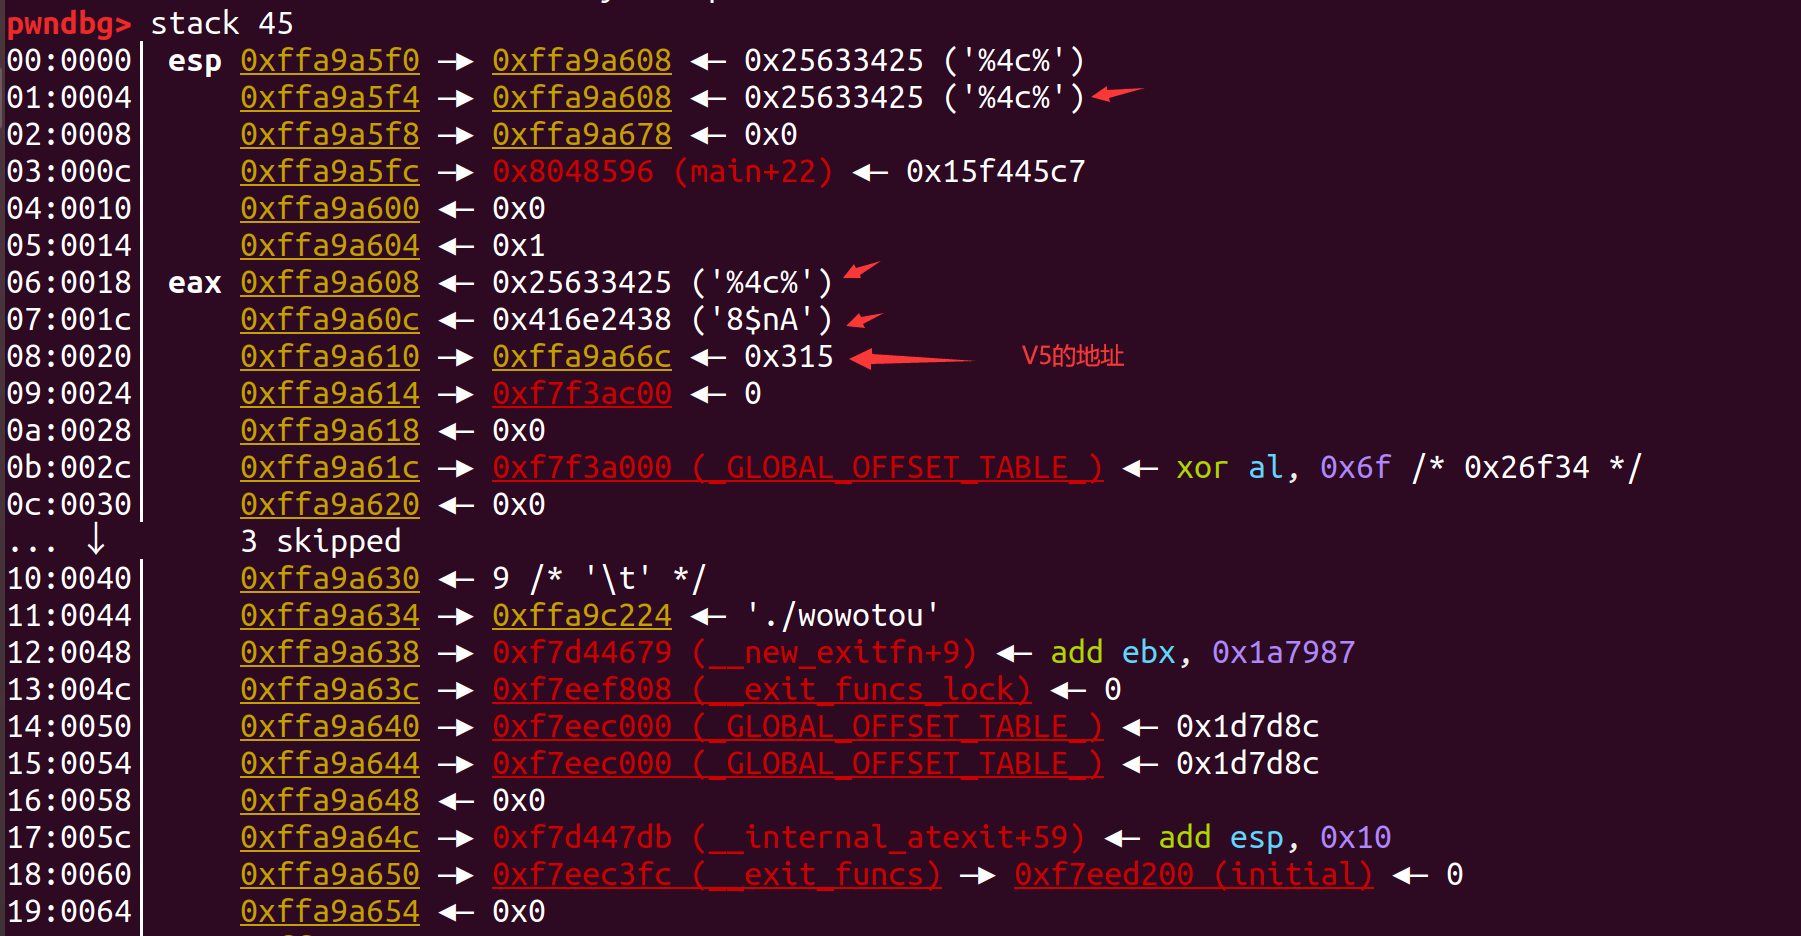 pwndbg> stack 45
00:0000│ esp 0xffa9a5f0 —▸ 0xffa9a608 ◂— 0x25633425 ('%4c%')
01:0004│ 0xffa9a5f4 —▸ 0xffa9a608 ◂— 0x25633425 ('%4c%')
02:0008│ 0xffa9a5f8 —▸ 0xffa9a678 ◂— 0x0
03:000c│ 0xffa9a5fc —▸ 0x8048596 (main+22) ◂— 0x15f445c7
04:0010│ 0xffa9a600 ◂— 0x0
05:0014│ 0xffa9a604 ◂— 0x1
06:0018│ eax 0xffa9a608 ◂— 0x25633425 ('%4c%')
07:001c│ 0xffa9a60c ◂— 0x416e2438 ('8$nA')
08:0020│ 0xffa9a610 —▸ 0xffa9a66c ◂— 0x315 V5的地址
09:0024│ 0xffa9a614 —▸ 0xf7f3ac00 ◂— 0
0a:0028│ 0xffa9a618 ◂— 0x0
0b:002c│ 0xffa9a61c —▸ 0xf7f3a000 (_GLOBAL_OFFSET_TABLE_) ◂— xor al, 0x6f /* 0x26f34 */
0c:0030│ 0xffa9a620 ◂— 0x0
... ↓ 3 skipped
10:0040│ 0xffa9a630 ◂— 9 /* '\t' */
11:0044│ 0xffa9a634 —▸ 0xffa9c224 ◂— './wowotou'
12:0048│ 0xffa9a638 —▸ 0xf7d44679 (__new_exitfn+9) ◂— add ebx, 0x1a7987
13:004c│ 0xffa9a63c —▸ 0xf7eef808 (__exit_funcs_lock) ◂— 0
14:0050│ 0xffa9a640 —▸ 0xf7eec000 (_GLOBAL_OFFSET_TABLE_) ◂— 0x1d7d8c
15:0054│ 0xffa9a644 —▸ 0xf7eec000 (_GLOBAL_OFFSET_TABLE_) ◂— 0x1d7d8c
16:0058│ 0xffa9a648 ◂— 0x0
17:005c│ 0xffa9a64c —▸ 0xf7d447db (__internal_atexit+59) ◂— add esp, 0x10
18:0060│ 0xffa9a650 —▸ 0xf7eec3fc (__exit_funcs) —▸ 0xf7eed200 (initial) ◂— 0
19:0064│ 0xffa9a654 ◂— 0x0